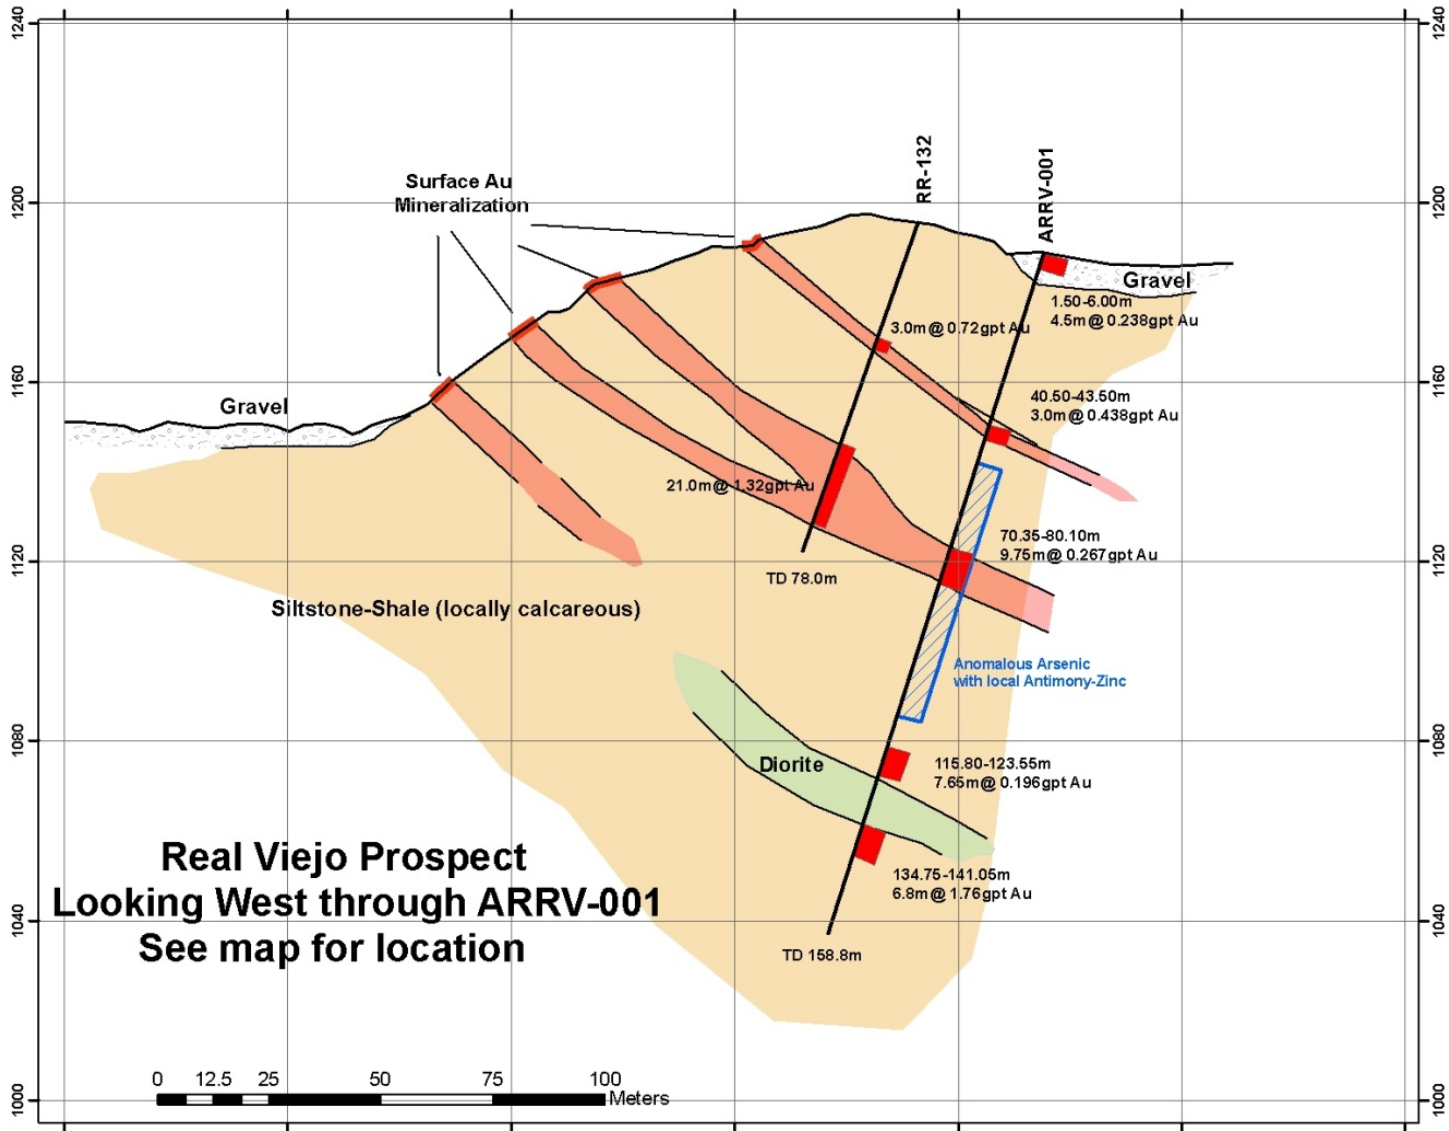 1240
1240
RR-132
ARRV-001
Surface Au
Mineralization
1200
1200
Gravel
1.50-6.00m
4.5m@ 0.238gpt Au
3.0m@ 0.72gpt Au
1160
1160
40.50-43.50m
3.0m@ 0.438gpt Au
Gravel
21.0m@ 1.32gpt Au
70.35-80.10m
9.75m@ 0.267gpt Au
1120
1120
TD 78.0m
Siltstone-Shale (locally calcareous)
Anomalous Arsenic
with local Antimony-Zinc
1080
1080
Diorite
115.80-123.55m
7.65m@ 0.196gpt Au
Real Viejo Prospect
Looking West through ARRV-001
See map for location
134.75-141.05m
6.8m@ 1.76gpt Au
1040
1040
TD 158.8m
0 12.5 25 50 75 100
Meters
1000
1000